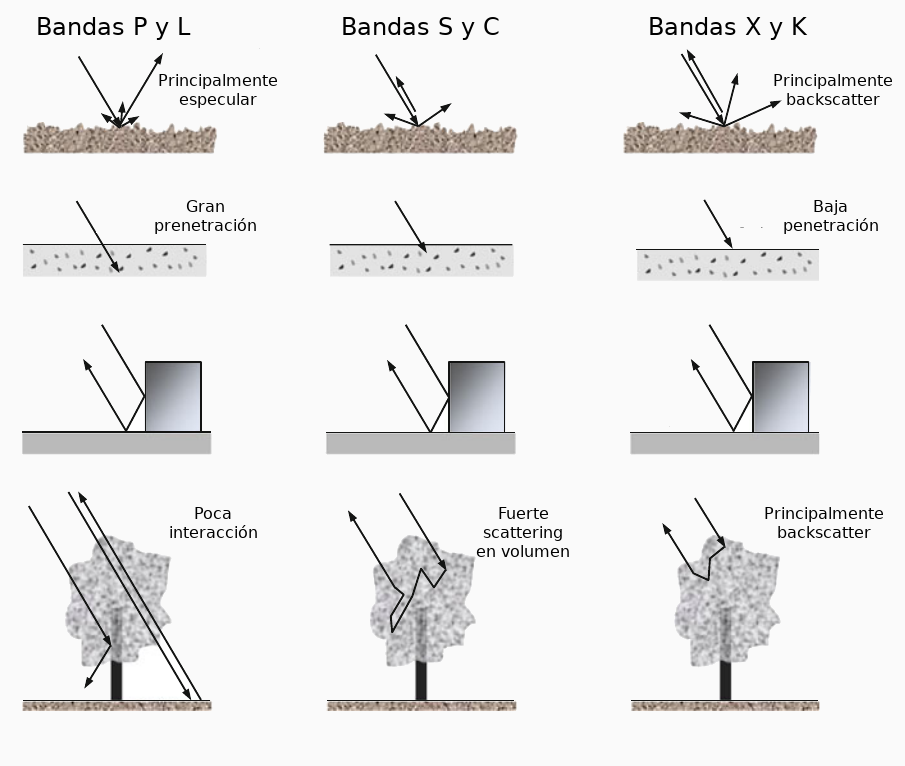 Bandas P y L
Bandas S y C
Bandas X y K
Principalmente
especular
Principalmente
backscatter
Gran
prenetración
Baja
penetración
Poca
interacción
Fuerte
scattering
en volumen
Principalmente
backscatter